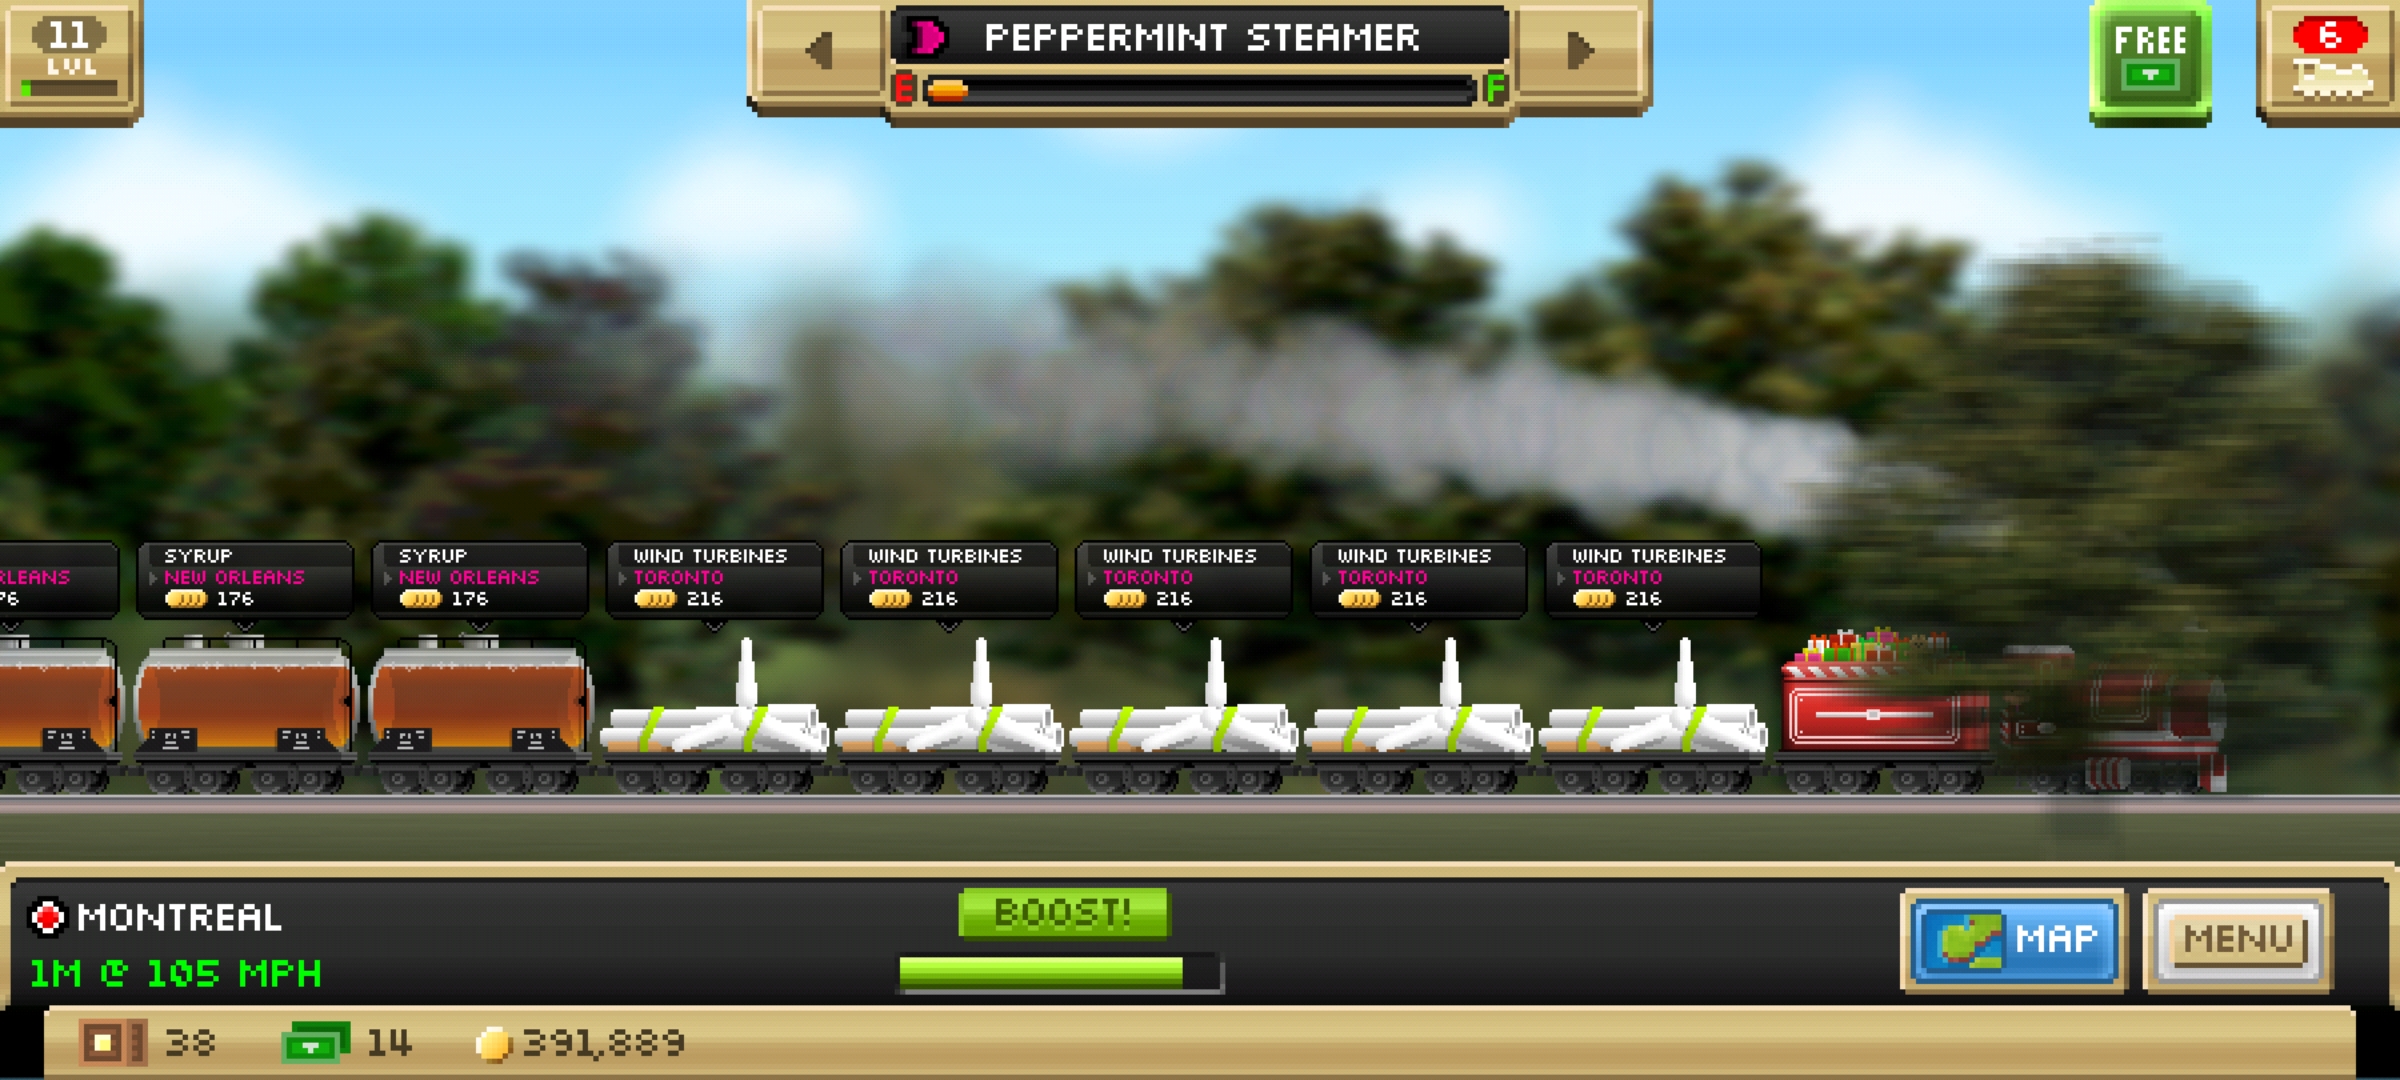 11
LVL
PEPPERMINT STEAMER
E F
FREE
6
RLEANS
76
SYRUP
NEW ORLEANS
176
SYRUP
NEW ORLEANS
176
WIND TURBINES
TORONTO
216
WIND TURBINES
TORONTO
216
WIND TURBINES
TORONTO
216
WIND TURBINES
TORONTO
216
WIND TURBINES
TORONTO
216
MONTREAL
1M @ 105 MPH
BOOST!
MAP
MENU
38
14
391,889